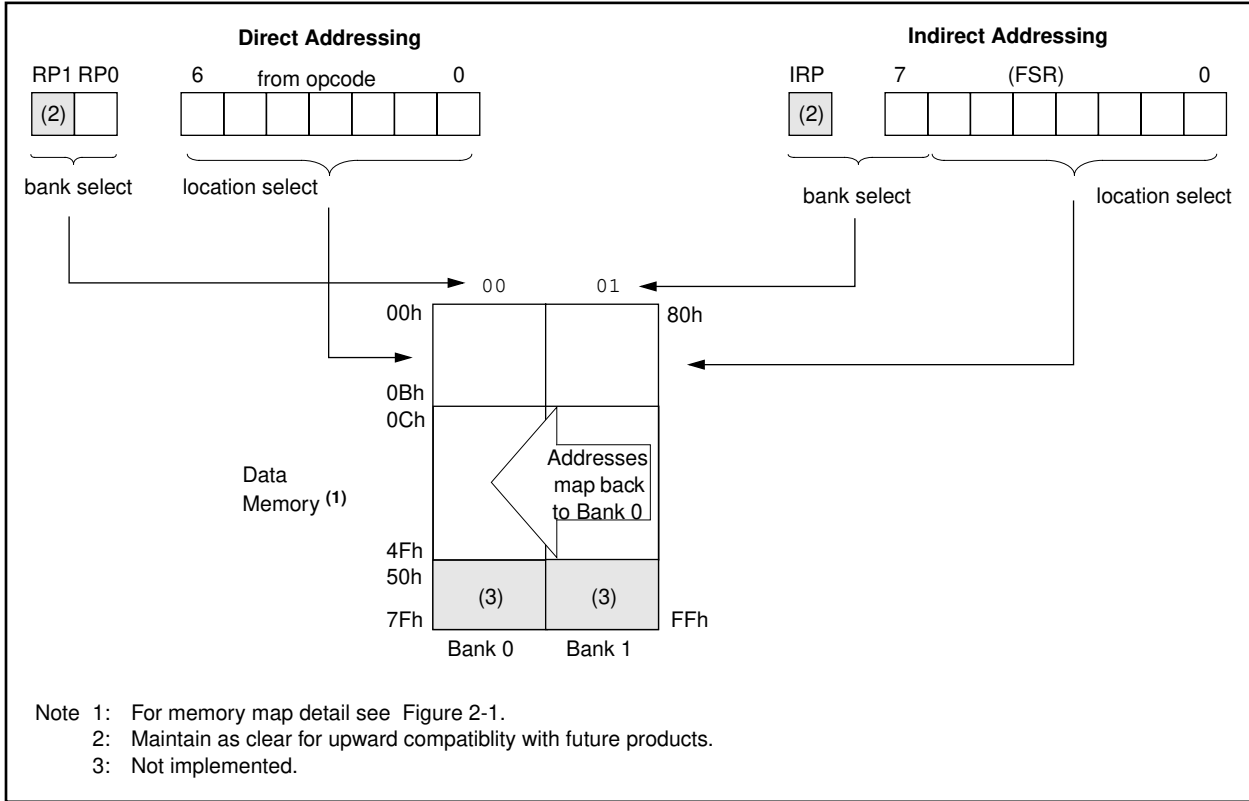 Direct Addressing
Indirect Addressing
RP1 RP0
6 from opcode 0
IRP
7 (FSR) 0
(2)
(2)
bank select
location select
bank select
location select
00 01
00h
80h
0Bh
0Ch
Addresses
map back
to Bank 0
Data
Memory (1)
4Fh
50h
(3) (3)
7Fh
FFh
Bank 0 Bank 1
Note 1: For memory map detail see Figure 2-1.
2: Maintain as clear for upward compatiblity with future products.
3: Not implemented.